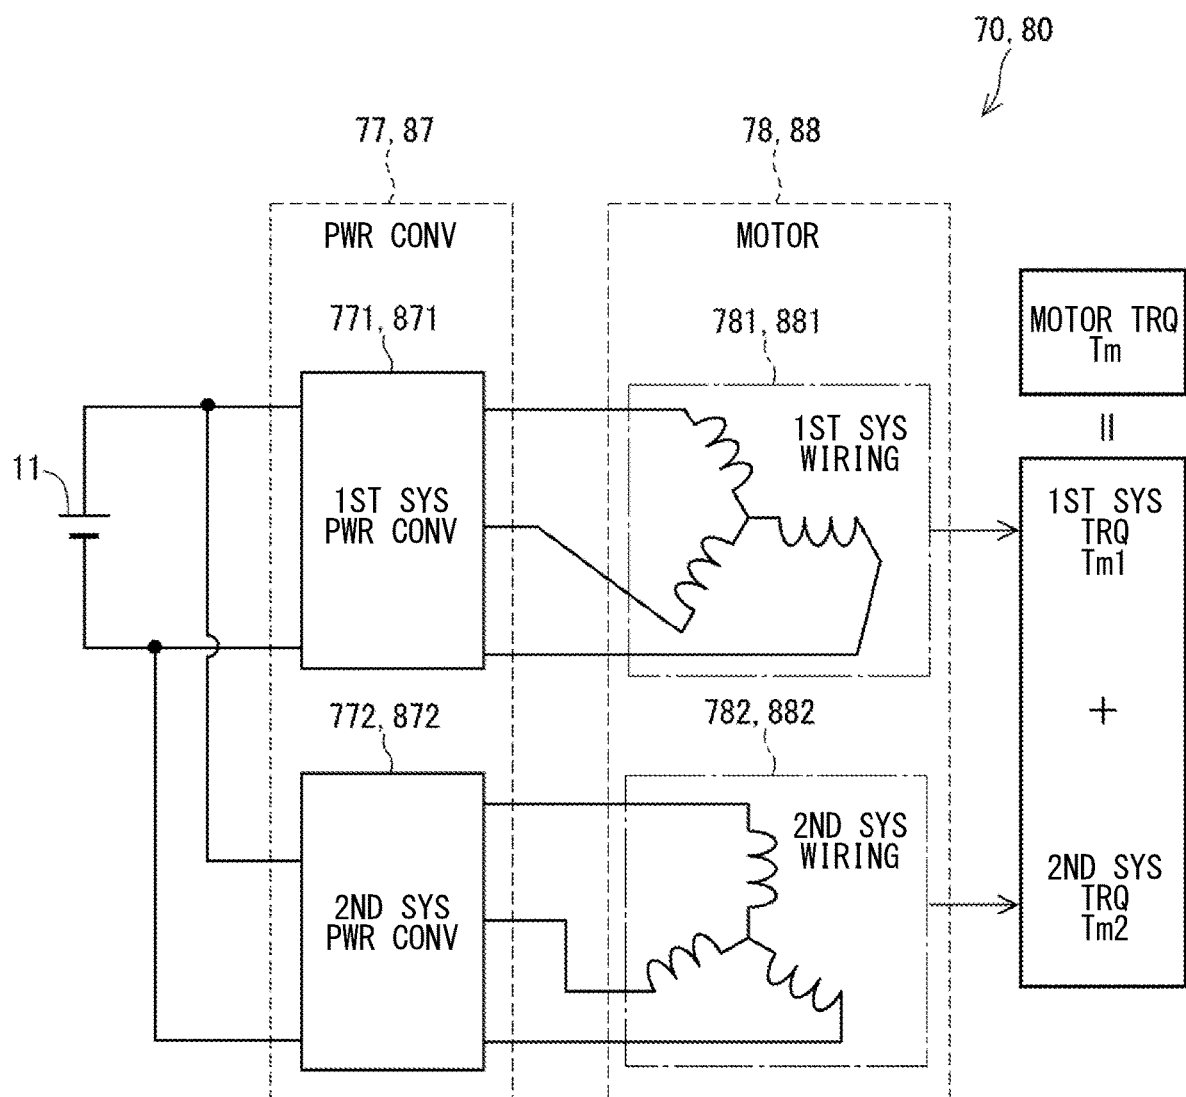 70, 80
77, 87
78, 88
PWR CONV
MOTOR
771, 871
781, 881
MOTOR TRQ
Tm
=
11
1ST SYS
PWR CONV
1ST SYS
WIRING
1ST SYS
TRQ
Tm1
+
772, 872
782, 882
2ND SYS
PWR CONV
2ND SYS
WIRING
2ND SYS
TRQ
Tm2